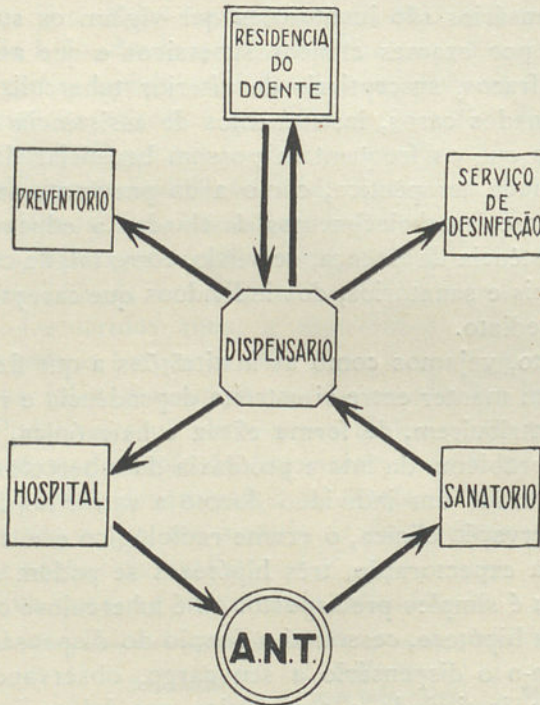 RESIDENCIA
DO
DOENTE
PREVENTORIO
SERVIÇO
DE
DESINFEÇÃO
DISPENSARIO
HOSPITAL
SANATORIO
A.N.T.